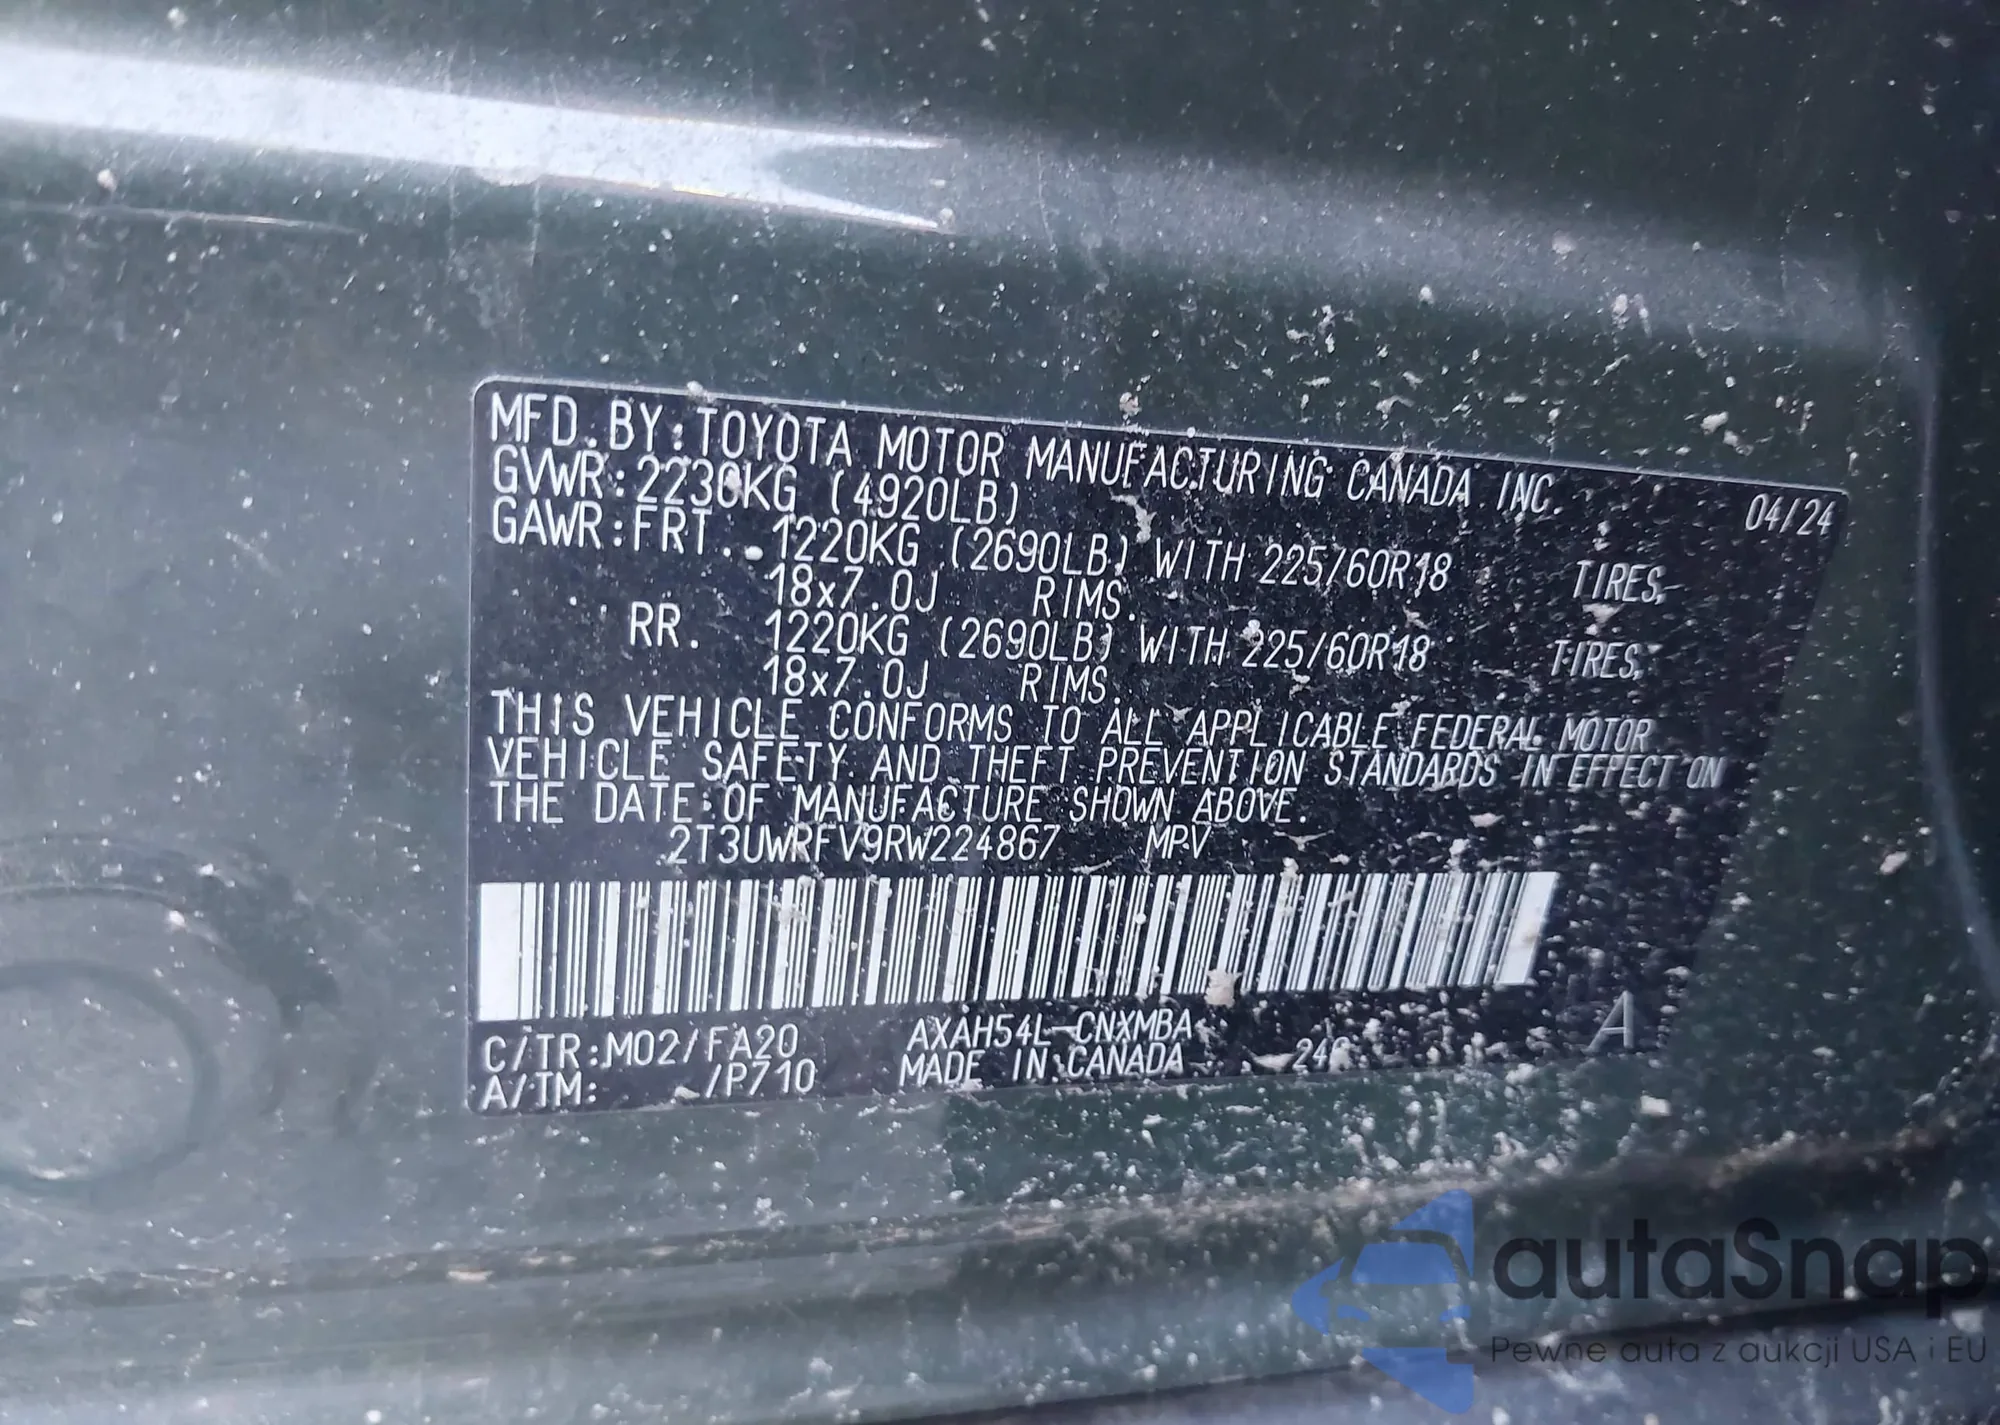 MFD. BY: TOYOTA MOTOR MANUFACTURING CANADA INC. 04/24
GVWR: 2230KG (4920LB)
GAWR: FRT. 1220KG (2690LB) WITH 225/60R18 TIRES,
18x7.0J RIMS.
RR. 1220KG (2690LB) WITH 225/60R18 TIRES,
18x7.0J RIMS.
THIS VEHICLE CONFORMS TO ALL APPLICABLE FEDERAL MOTOR
VEHICLE SAFETY AND THEFT PREVENTION STANDARDS IN EFFECT ON
THE DATE OF MANUFACTURE SHOWN ABOVE.
2T3UWRFV9RW224867 MPV
C/TR: M02/FA20 AXAH54L-CNXMBA
A/TM: /P710 MADE IN CANADA A
autaSnap
Pewne auta z aukcji USA i EU